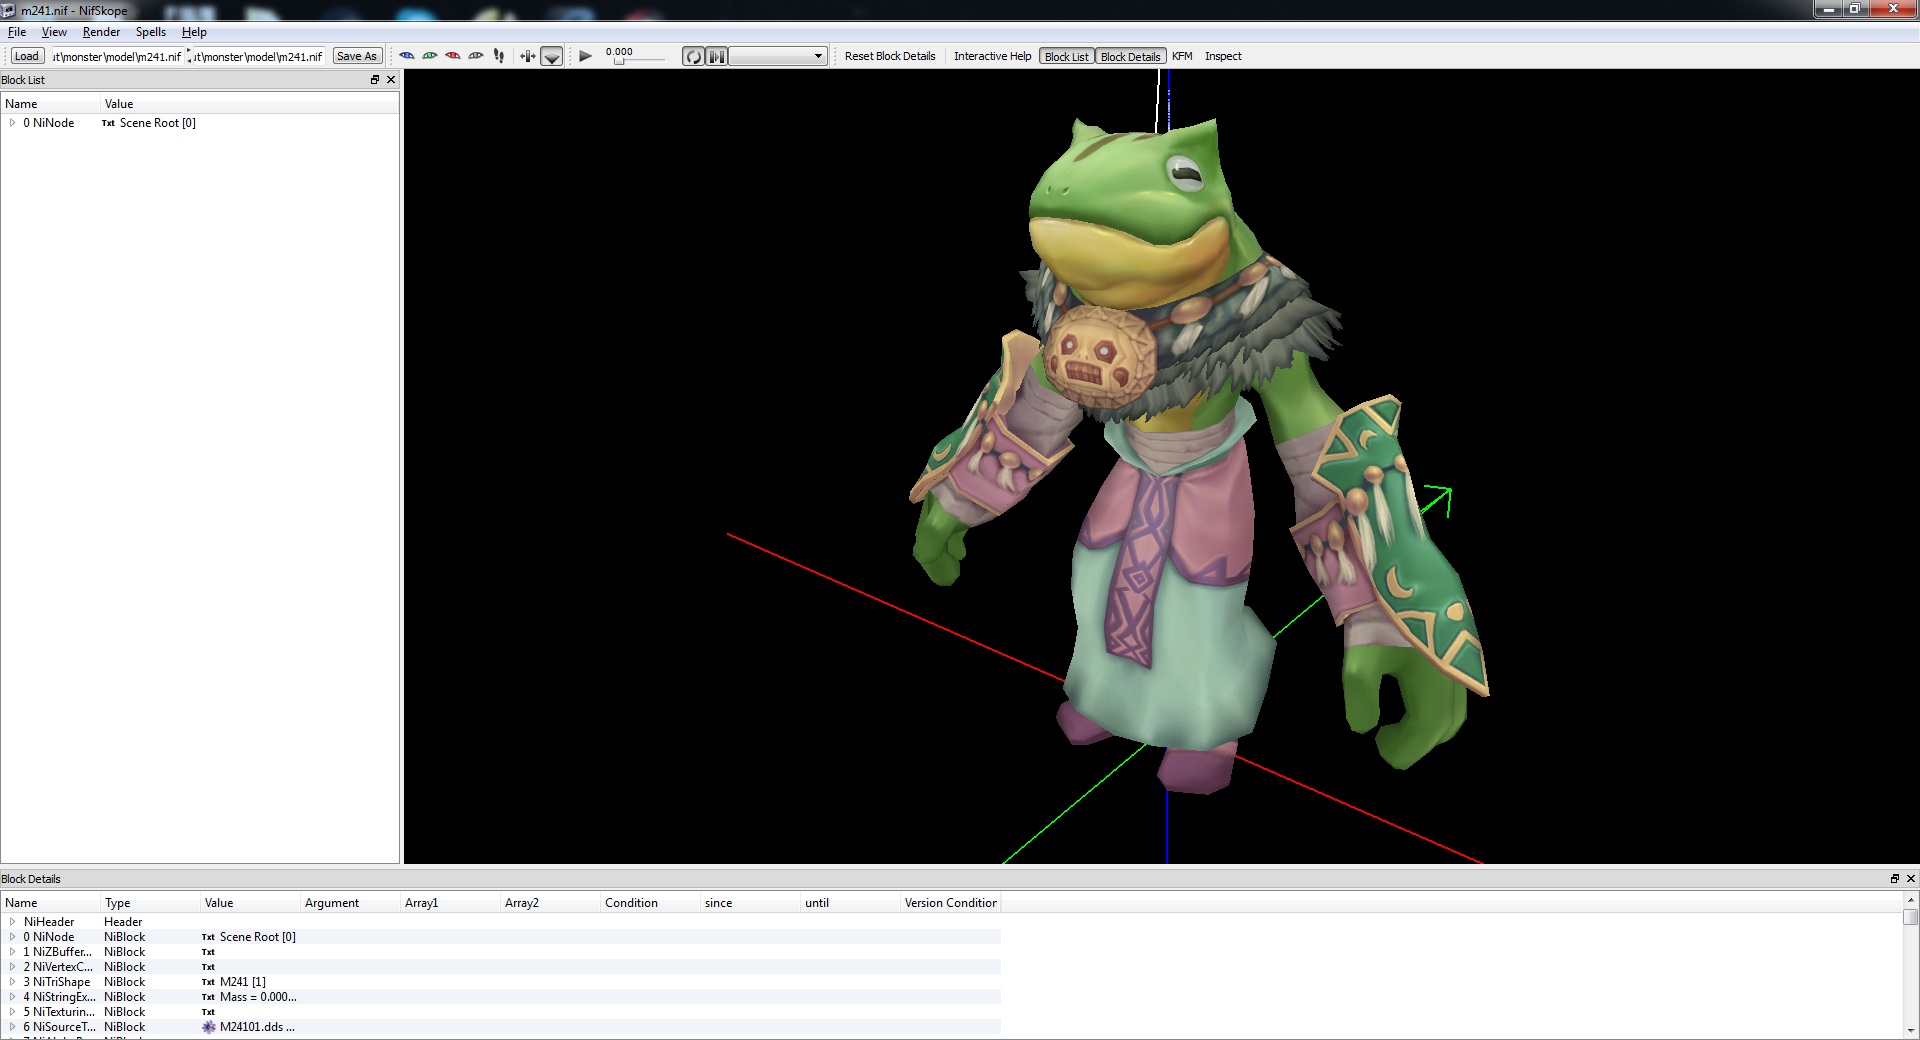 m241.nif - NifSkope
File View Render Spells Help
Load ut\monster\model\m241.nif ut\monster\model\m241.nif Save As 0.000 Reset Block Details Interactive Help Block List Block Details KFM Inspect
Block List
Name Value
0 NiNode Txt Scene Root [0]
Block Details
Name Type Value Argument Array1 Array2 Condition since until Version Condition
NiHeader Header
0 NiNode NiBlock Txt Scene Root [0]
1 NiZBuffer... NiBlock Txt
2 NiVertexC... NiBlock Txt
3 NiTriShape NiBlock Txt M241 [1]
4 NiStringEx... NiBlock Txt Mass = 0.000...
5 NiTexturin... NiBlock Txt
6 NiSourceT... NiBlock M24101.dds ...